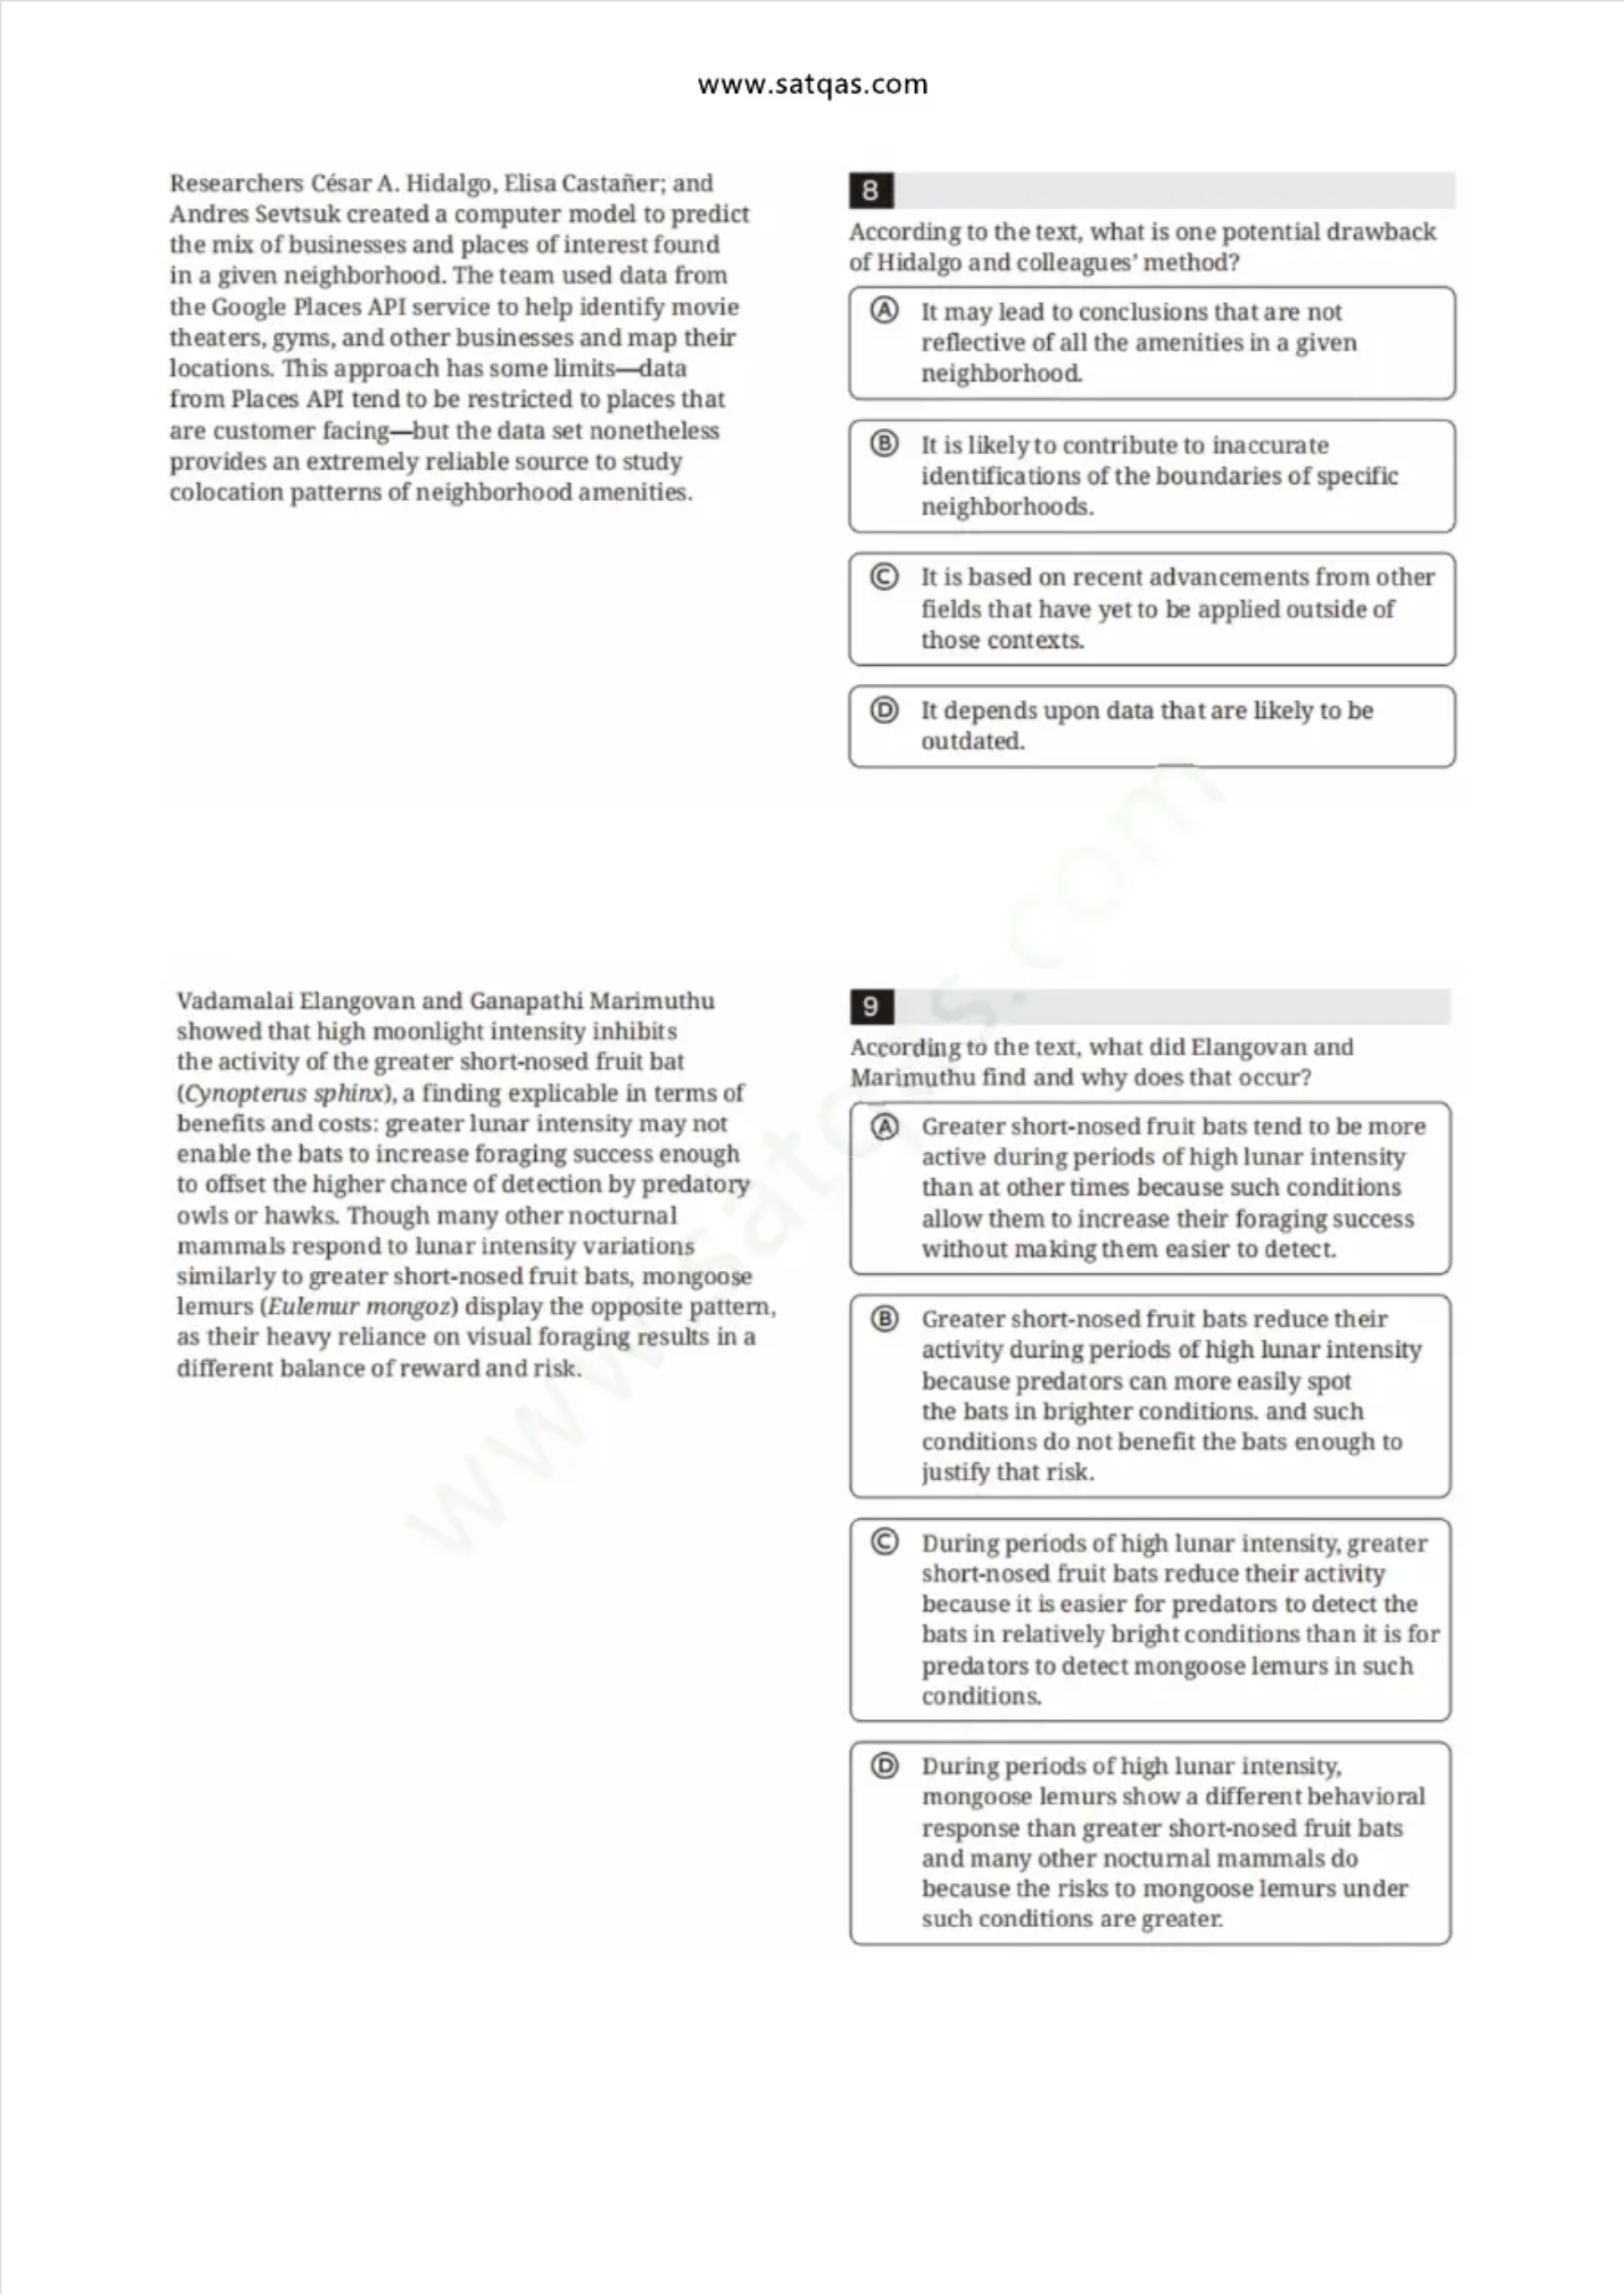 www.satqas.com
Researchers César A. Hidalgo, Elisa Castañer; and
Andres Sevtsuk created a computer model to predict
the mix of businesses and places of interest found
in a given neighborhood. The team used data from
the Google Places API service to help identify movie
theaters, gyms, and other businesses and map their
locations. This approach has some limits—data
from Places API tend to be restricted to places that
are customer facing—but the data set nonetheless
provides an extremely reliable source to study
colocation patterns of neighborhood amenities.
8
According to the text, what is one potential drawback
of Hidalgo and colleagues' method?
A It may lead to conclusions that are not
reflective of all the amenities in a given
neighborhood.
B It is likely to contribute to inaccurate
identifications of the boundaries of specific
neighborhoods.
C It is based on recent advancements from other
fields that have yet to be applied outside of
those contexts.
D It depends upon data that are likely to be
outdated.
Vadamalai Elangovan and Ganapathi Marimuthu
showed that high moonlight intensity inhibits
the activity of the greater short-nosed fruit bat
(Cynopterus sphinx), a finding explicable in terms of
benefits and costs: greater lunar intensity may not
enable the bats to increase foraging success enough
to offset the higher chance of detection by predatory
owls or hawks. Though many other nocturnal
mammals respond to lunar intensity variations
similarly to greater short-nosed fruit bats, mongoose
lemurs (Eulemur mongoz) display the opposite pattern,
as their heavy reliance on visual foraging results in a
different balance of reward and risk.
9
According to the text, what did Elangovan and
Marimuthu find and why does that occur?
A Greater short-nosed fruit bats tend to be more
active during periods of high lunar intensity
than at other times because such conditions
allow them to increase their foraging success
without making them easier to detect.
B Greater short-nosed fruit bats reduce their
activity during periods of high lunar intensity
because predators can more easily spot
the bats in brighter conditions. and such
conditions do not benefit the bats enough to
justify that risk.
C During periods of high lunar intensity, greater
short-nosed fruit bats reduce their activity
because it is easier for predators to detect the
bats in relatively bright conditions than it is for
predators to detect mongoose lemurs in such
conditions.
D During periods of high lunar intensity,
mongoose lemurs show a different behavioral
response than greater short-nosed fruit bats
and many other nocturnal mammals do
because the risks to mongoose lemurs under
such conditions are greater.
www.satqas.com